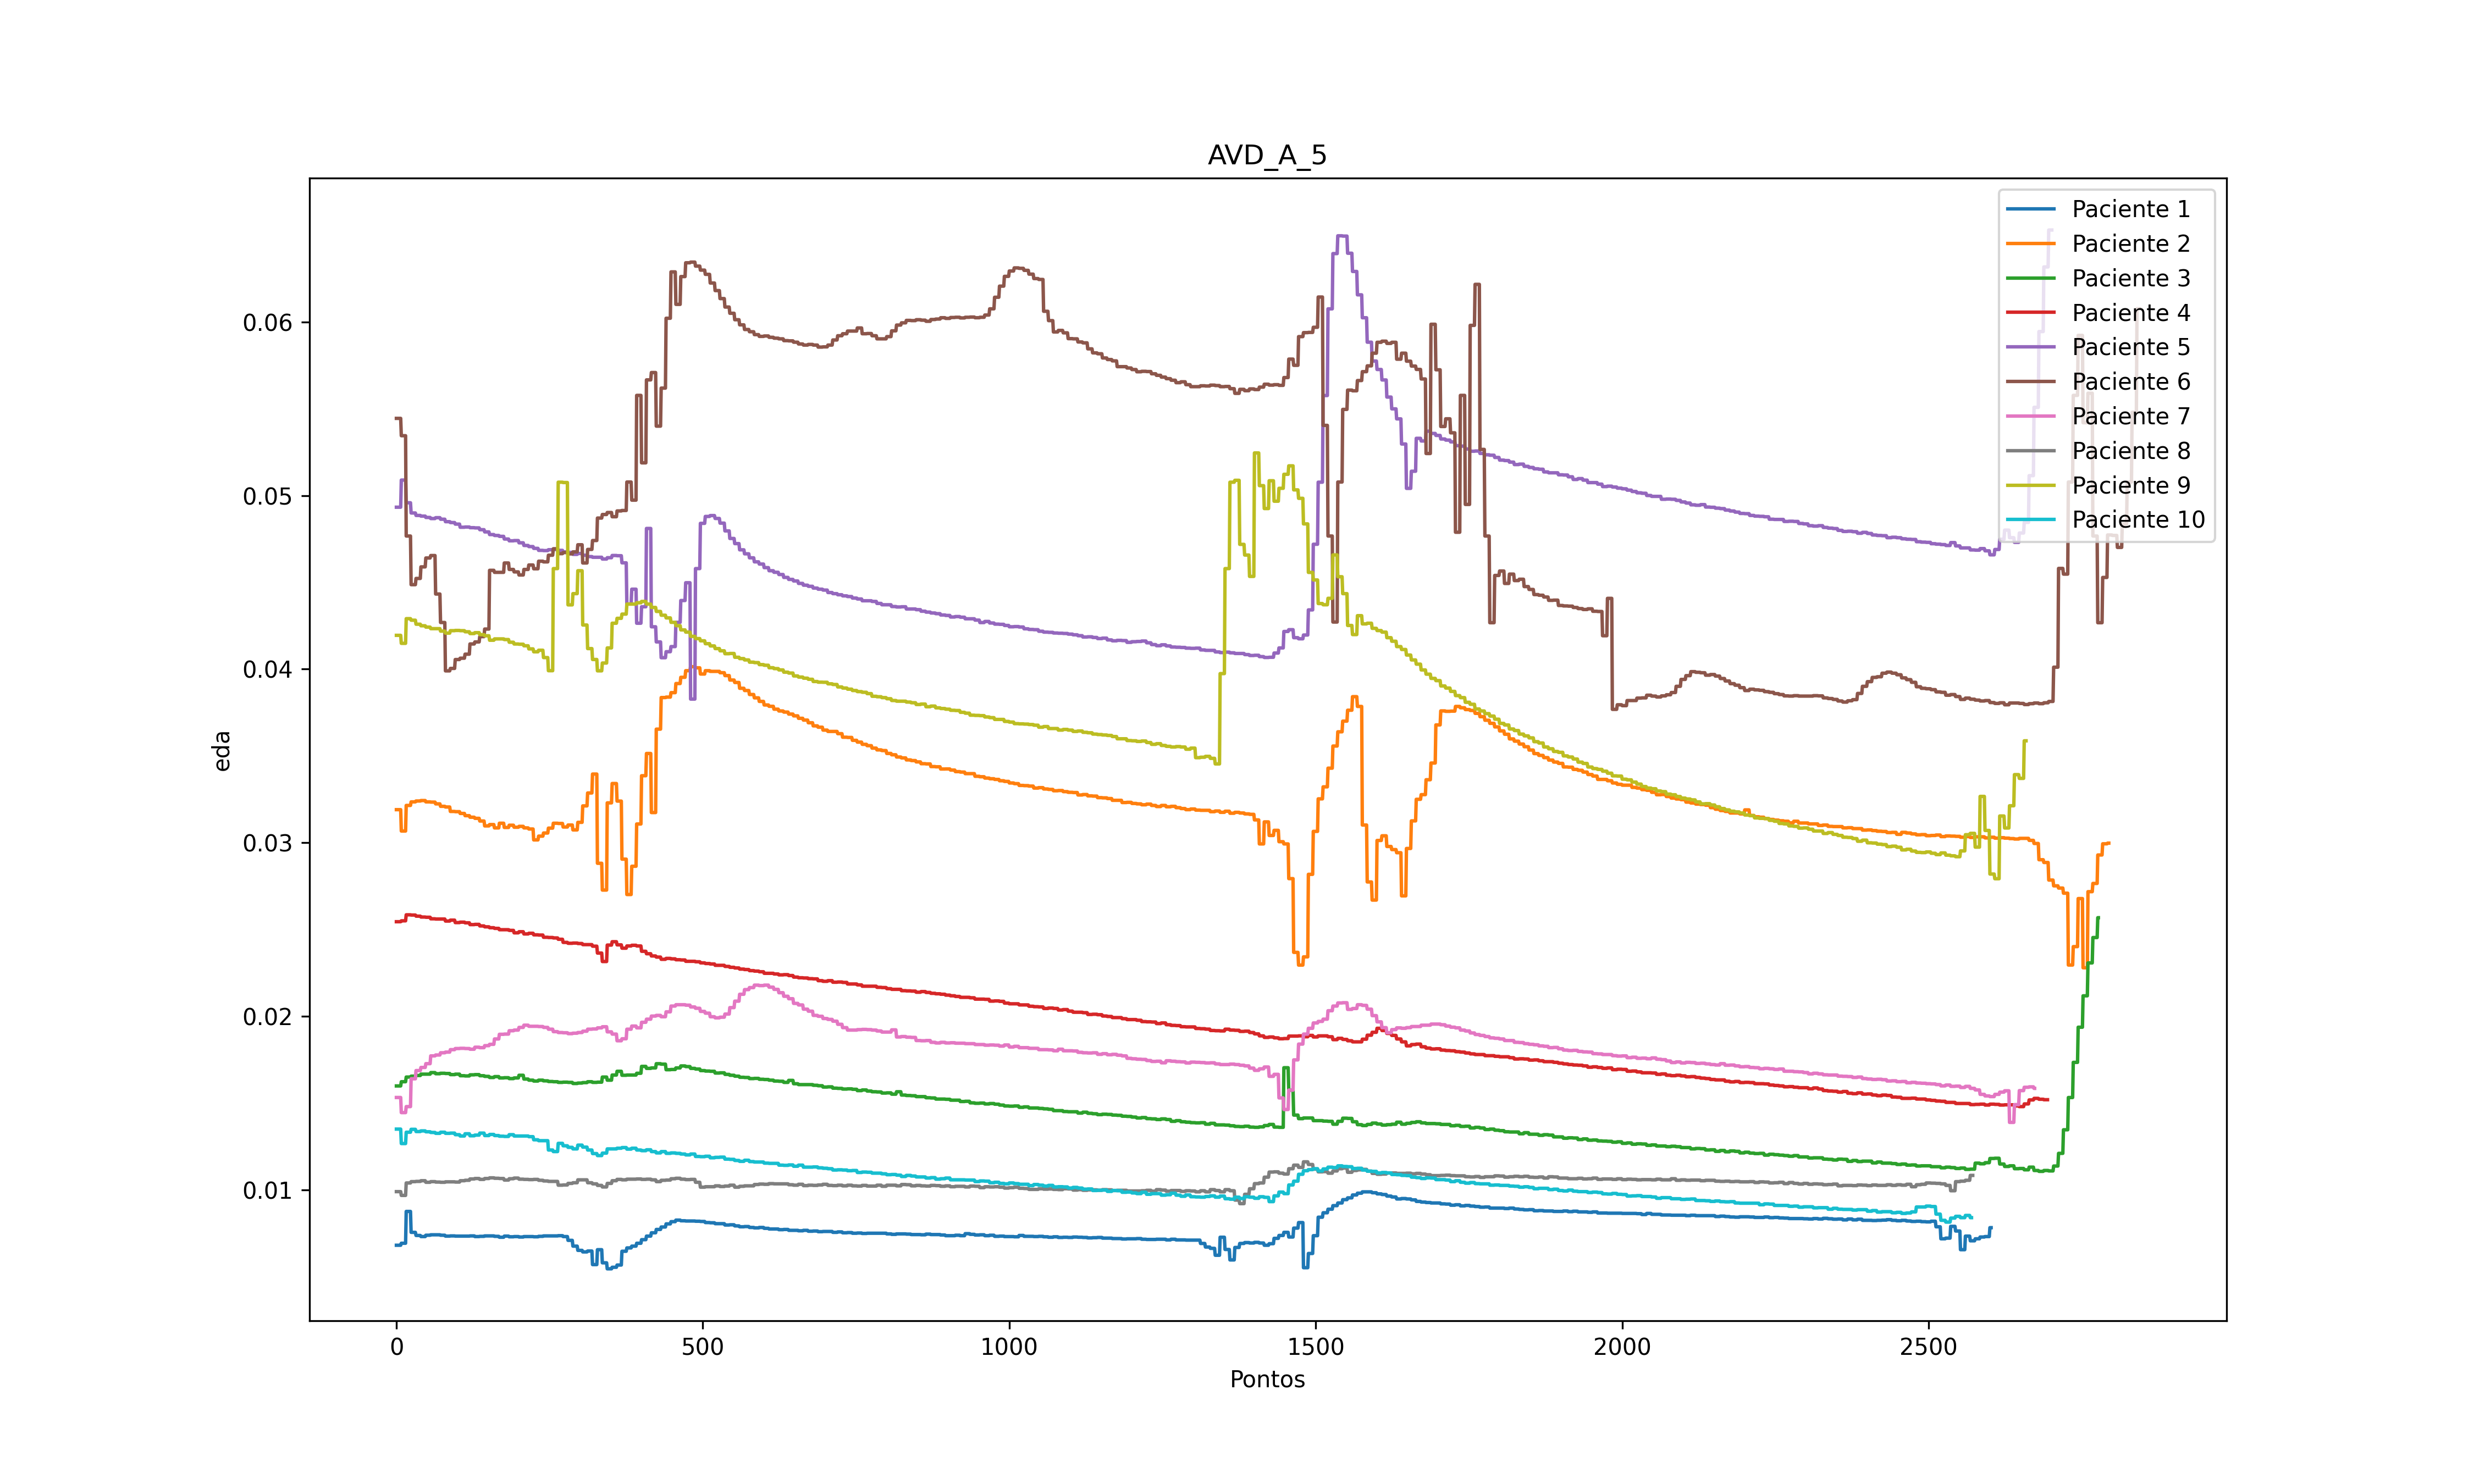 AVD_A_5
Paciente 1
Paciente 2
Paciente 3
Paciente 4
Paciente 5
Paciente 6
Paciente 7
Paciente 8
Paciente 9
Paciente 10
0.06
0.05
0.04
0.03
0.02
0.01
eda
0 500 1000 1500 2000 2500
Pontos